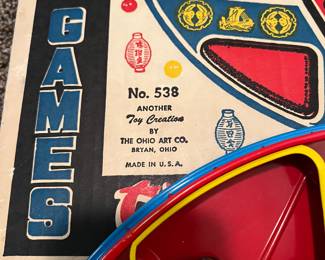 GAMES
No. 538
ANOTHER
Toy Creation
BY
THE OHIO ART CO.
BRYAN, OHIO
MADE IN U.S.A.